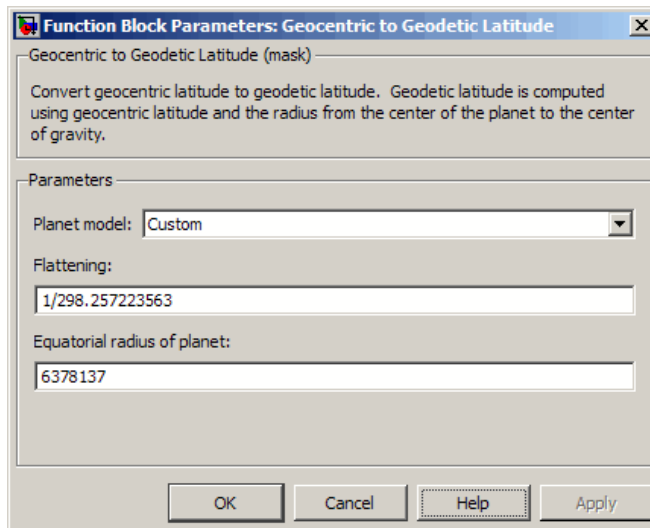 Function Block Parameters: Geocentric to Geodetic Latitude
Geocentric to Geodetic Latitude (mask)
Convert geocentric latitude to geodetic latitude.  Geodetic latitude is computed
using geocentric latitude and the radius from the center of the planet to the center
of gravity.
Parameters
Planet model: Custom
Flattening:
1/298.257223563
Equatorial radius of planet:
6378137
OK Cancel Help Apply